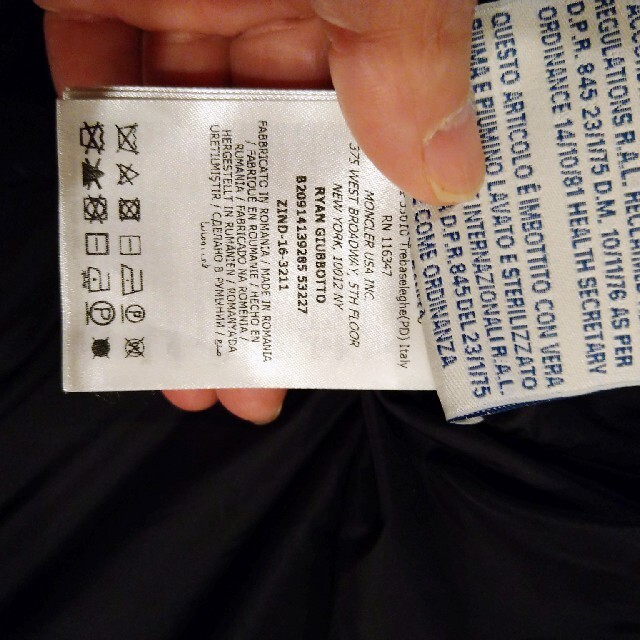 Trebaseleghe(PD) Italy
RN 116347
MONCLER USA INC.
375 WEST BROADWAY, 5TH FLOOR
NEW YORK, 10012 NY
RYAN GIUBBOTTO
B20914139285 53227
ZIND-16-3211
FABBRICATO IN ROMANIA / MADE IN ROMANIA
/ FABRIQUÉ EN ROUMANIE / HECHO EN
RUMANÍA / FABRICADO NA ROMÉNIA /
HERGESTELLT IN RUMÄNIEN / ROMANYA'DA
ÜRETİLMİŞTİR / СДЕЛАНО В РУМЫНИИ /
REGULATIONS R.A.L.
D.P.R. 845 23/1/75 D.M. 10/11/76 AS PER
ORDINANCE 14/10/81 HEALTH SECRETARY
QUESTO ARTICOLO È IMBOTTITO CON VERA
PIUMA E PIUMINO LAVATO E STERILIZZATO
INTERNAZIONALI R.A.L.
D.P.R 845 DEL 23/1/75
COME ORDINANZA